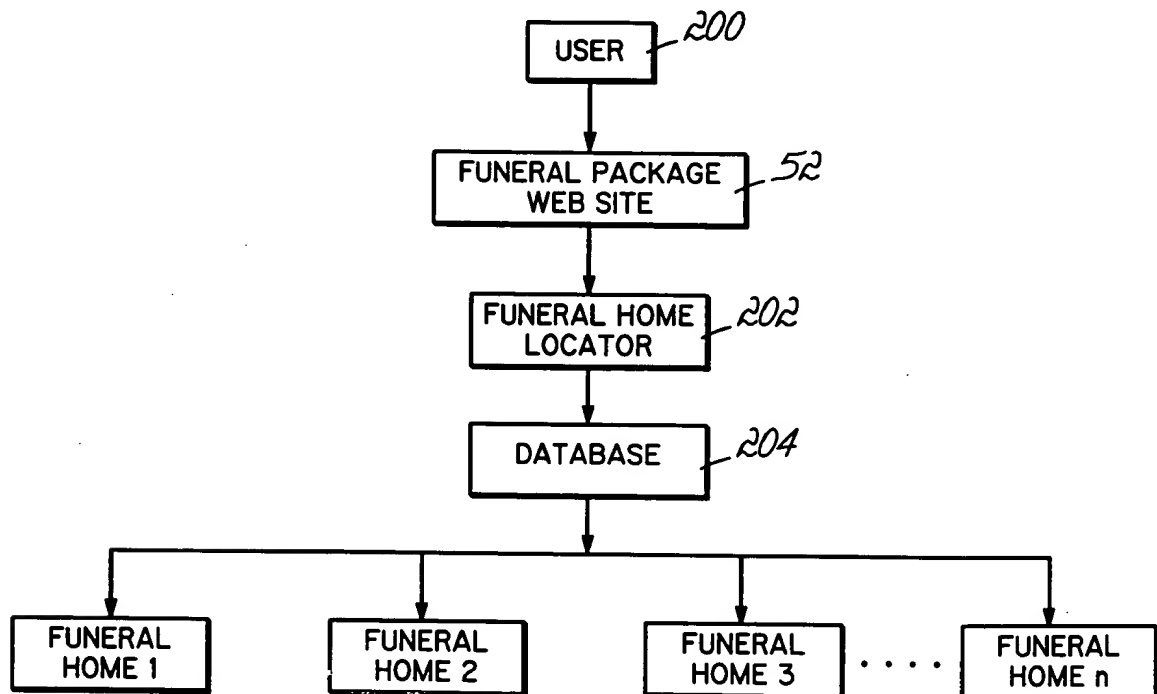 USER
200
FUNERAL PACKAGE
WEB SITE
52
FUNERAL HOME
LOCATOR
202
DATABASE
204
FUNERAL
HOME 1
FUNERAL
HOME 2
FUNERAL
HOME 3
. . . . .
FUNERAL
HOME n